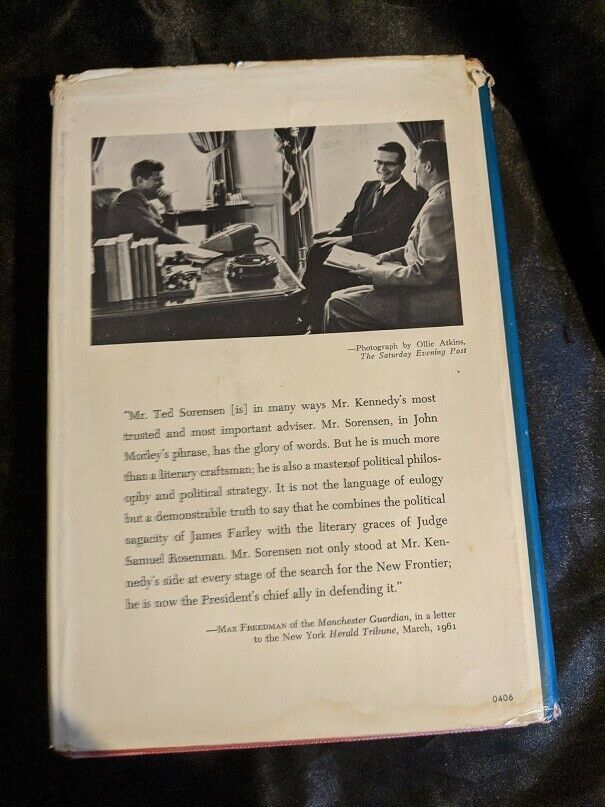 —Photograph by Ollie Atkins,
The Saturday Evening Post
"Mr. Ted Sorensen [is] in many ways Mr. Kennedy's most
trusted and most important adviser. Mr. Sorensen, in John
Morley's phrase, has the glory of words. But he is much more
than a literary craftsman; he is also a master of political philos-
ophy and political strategy. It is not the language of eulogy
but a demonstrable truth to say that he combines the political
sagacity of James Farley with the literary graces of Judge
Samuel Rosenman. Mr. Sorensen not only stood at Mr. Ken-
nedy's side at every stage of the search for the New Frontier;
he is now the President's chief ally in defending it."
—MAX FREEDMAN of the Manchester Guardian, in a letter
to the New York Herald Tribune, March, 1961
0406